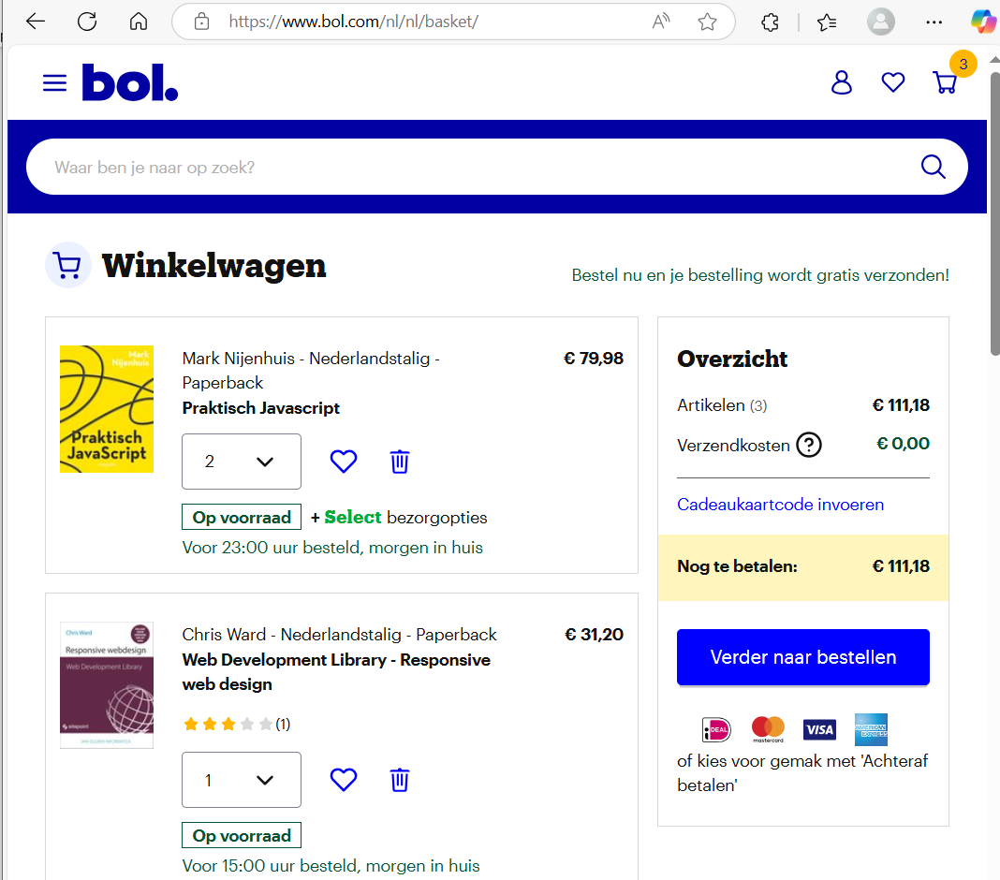 https://www.bol.com/nl/nl/basket/
bol.
3
Waar ben je naar op zoek?
Winkelwagen
Bestel nu en je bestelling wordt gratis verzonden!
Mark
Nijenhuis
Praktisch
JavaScript
Mark Nijenhuis - Nederlandstalig -
Paperback
€ 79,98
Praktisch Javascript
2
Op voorraad + Select bezorgopties
Voor 23:00 uur besteld, morgen in huis
Chris Ward
Responsive webdesign
Web Development Library
sitepoint
Chris Ward - Nederlandstalig - Paperback
€ 31,20
Web Development Library - Responsive
web design
(1)
1
Op voorraad
Voor 15:00 uur besteld, morgen in huis
Overzicht
Artikelen (3) € 111,18
Verzendkosten ? € 0,00
Cadeaukaartcode invoeren
Nog te betalen: € 111,18
Verder naar bestellen
iDEAL mastercard VISA AMERICAN EXPRESS
of kies voor gemak met 'Achteraf
betalen'